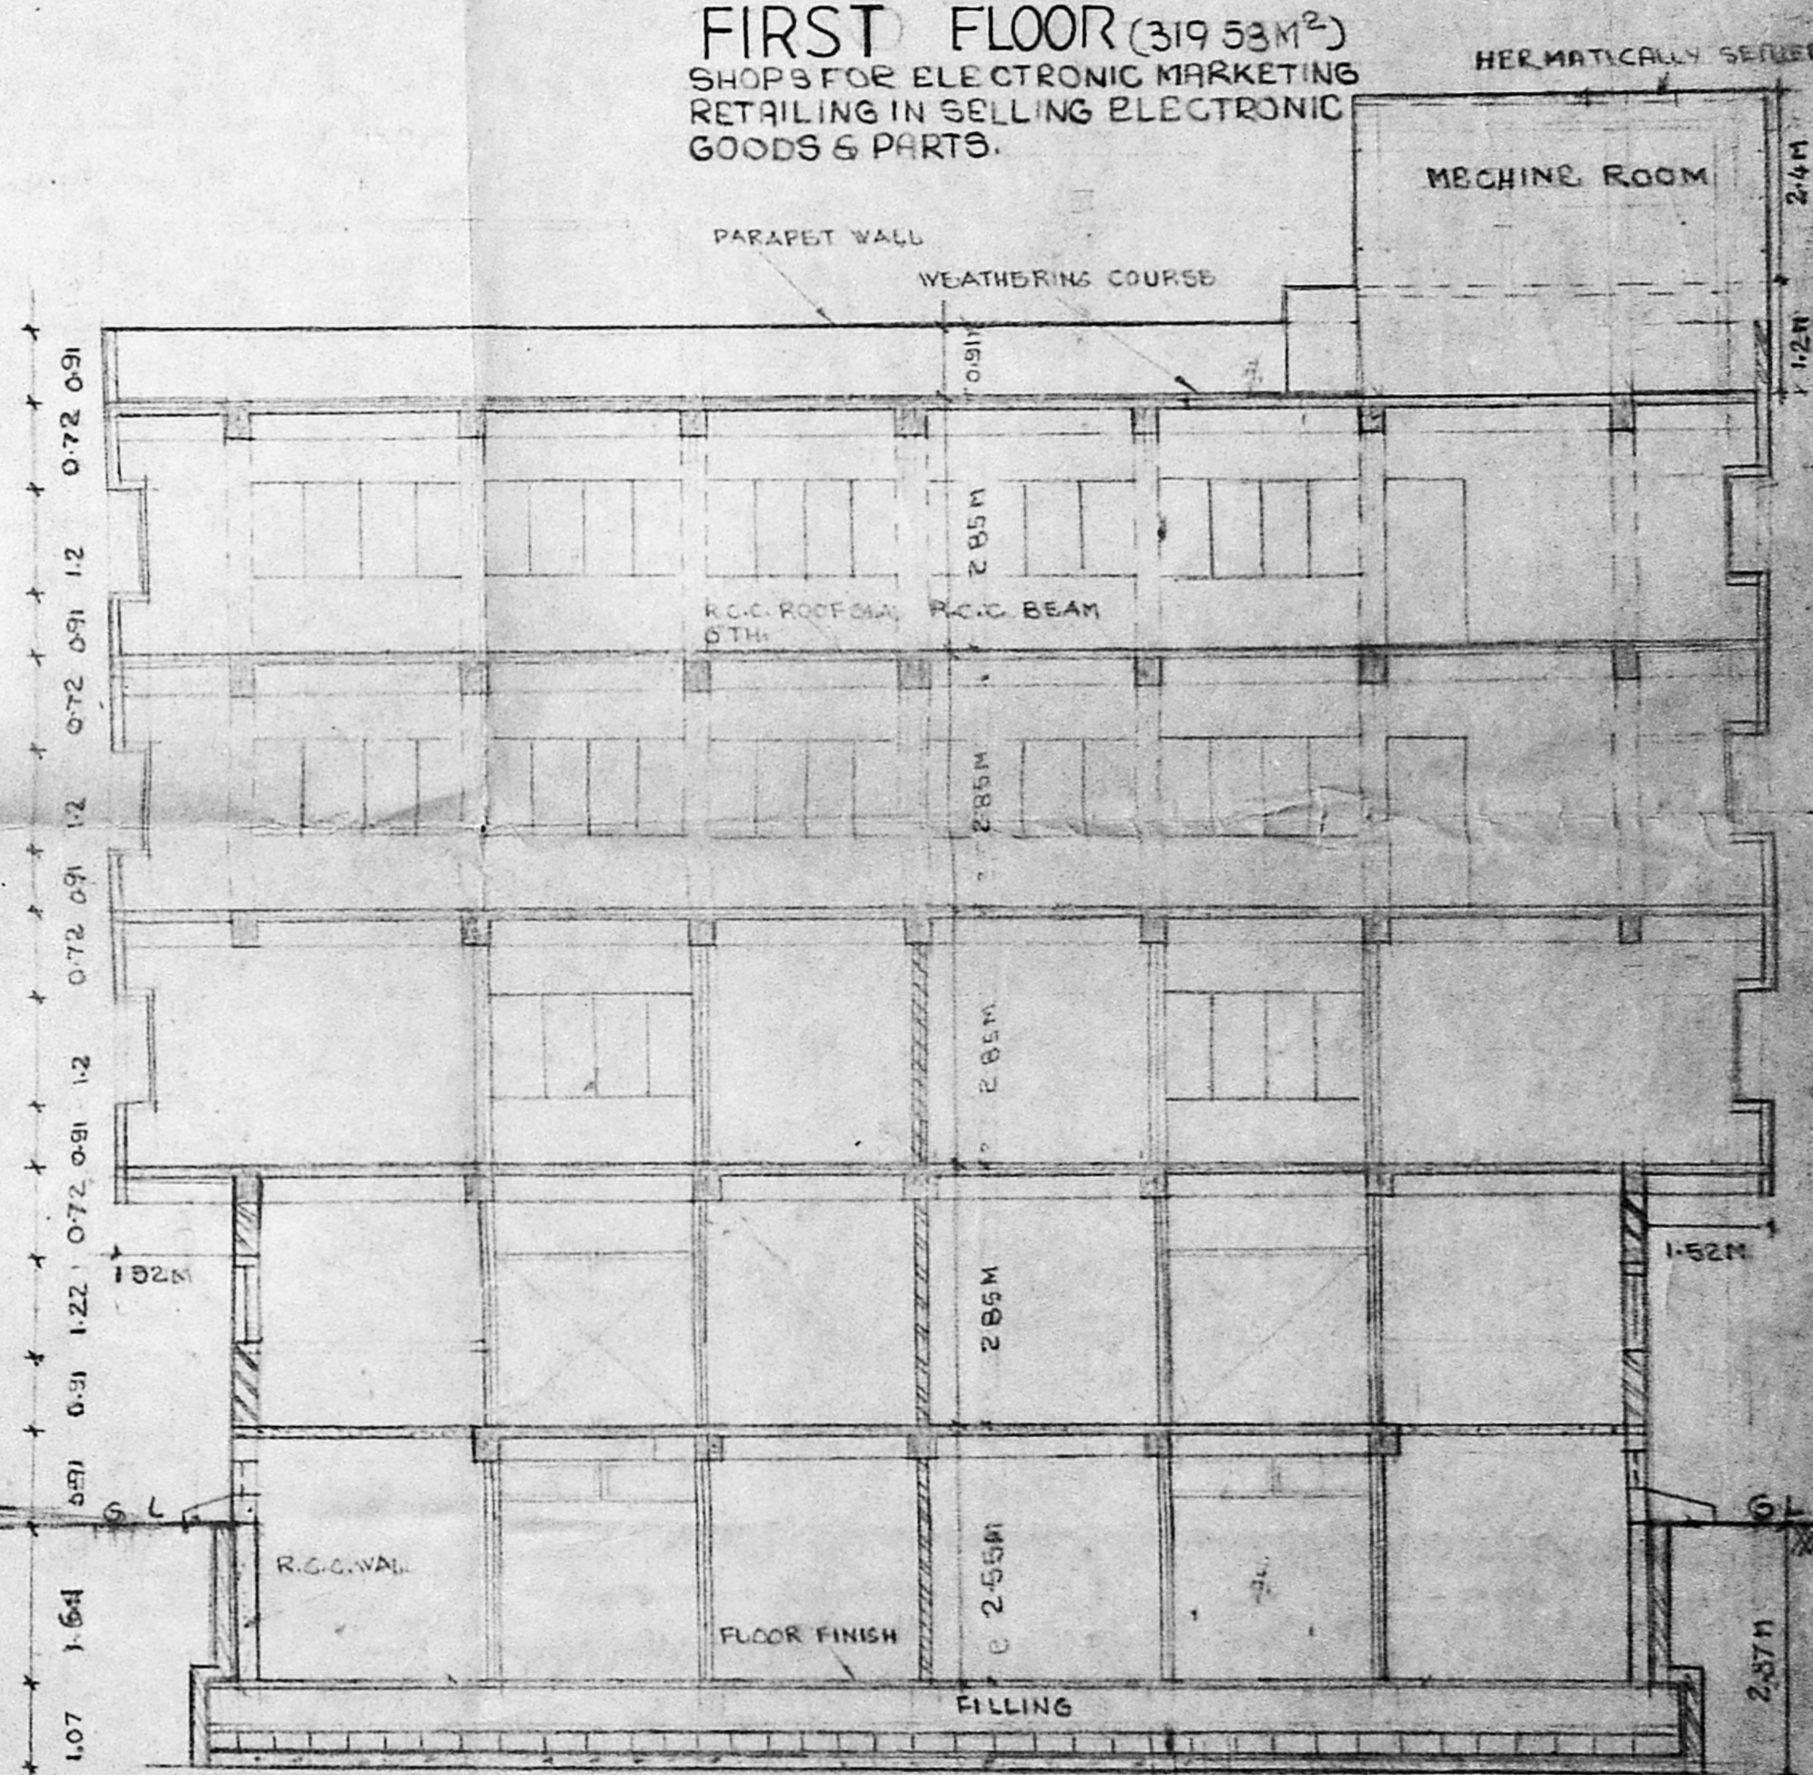 FIRST FLOOR (319 53M²)
SHOPS FOR ELECTRONIC MARKETING
RETAILING IN SELLING ELECTRONIC
GOODS & PARTS.
HERMATICALLY
MECHINE ROOM
2.4M
1.2M
PARAPET WALL
WEATHERING COURSE
0.91
0.91M
0.72
1.2
2 85M
R.C.C. ROOF R.C.C. BEAM
0.91
0.72
1.2
2 85M
0.91
0.72
1.2
2 85M
0.91
0.72
1 52M
1.52M
1.22
2 85M
0.91
0.91
G L
G
R.C.C. WALL
2.55M
1.64
FLOOR FINISH
2.87M
FILLING
1.07